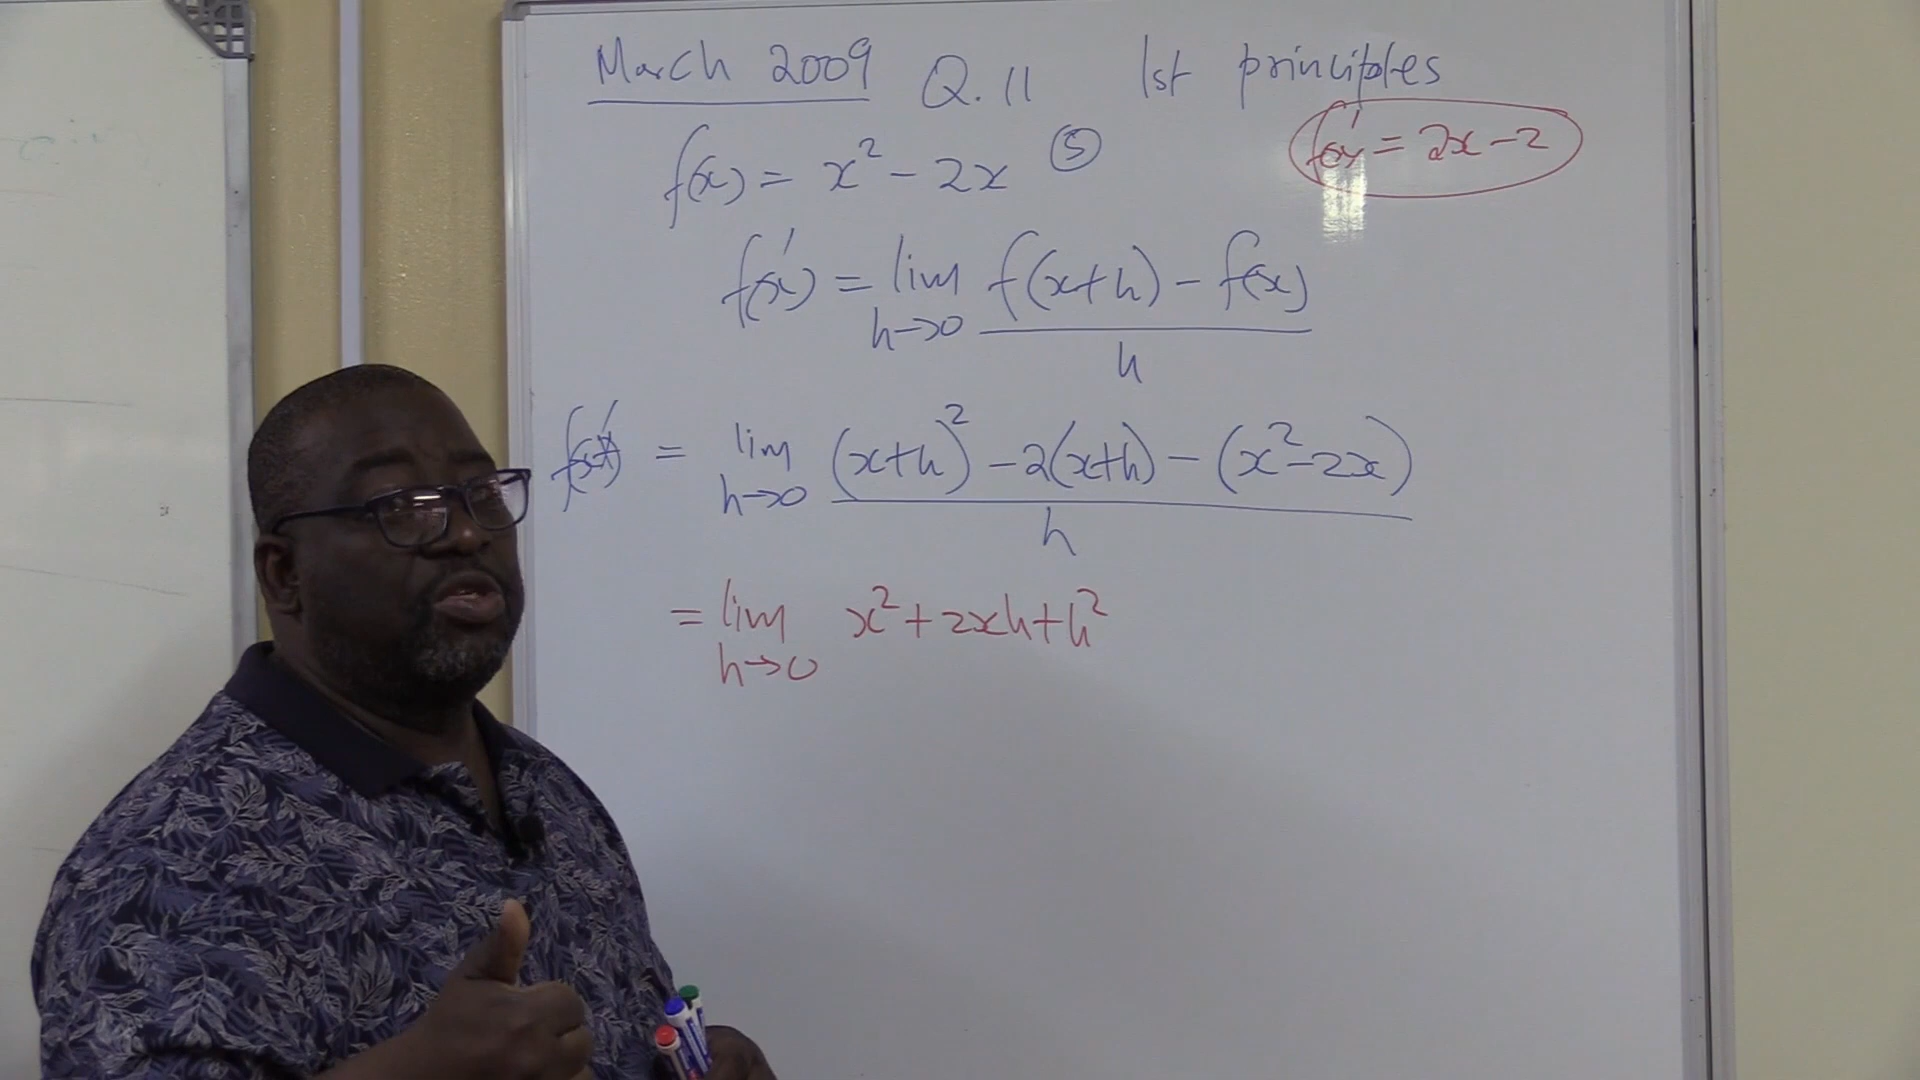 March 2009 Q.11 1st principles
f'(x) = 2x - 2
f(x) = x² - 2x ⑤
f'(x) = lim f(x+h) - f(x)
h→0 h
f'(x) = lim (x+h)² - 2(x+h) - (x² - 2x)
h→0 h
= lim x² + 2xh + h²
h→0